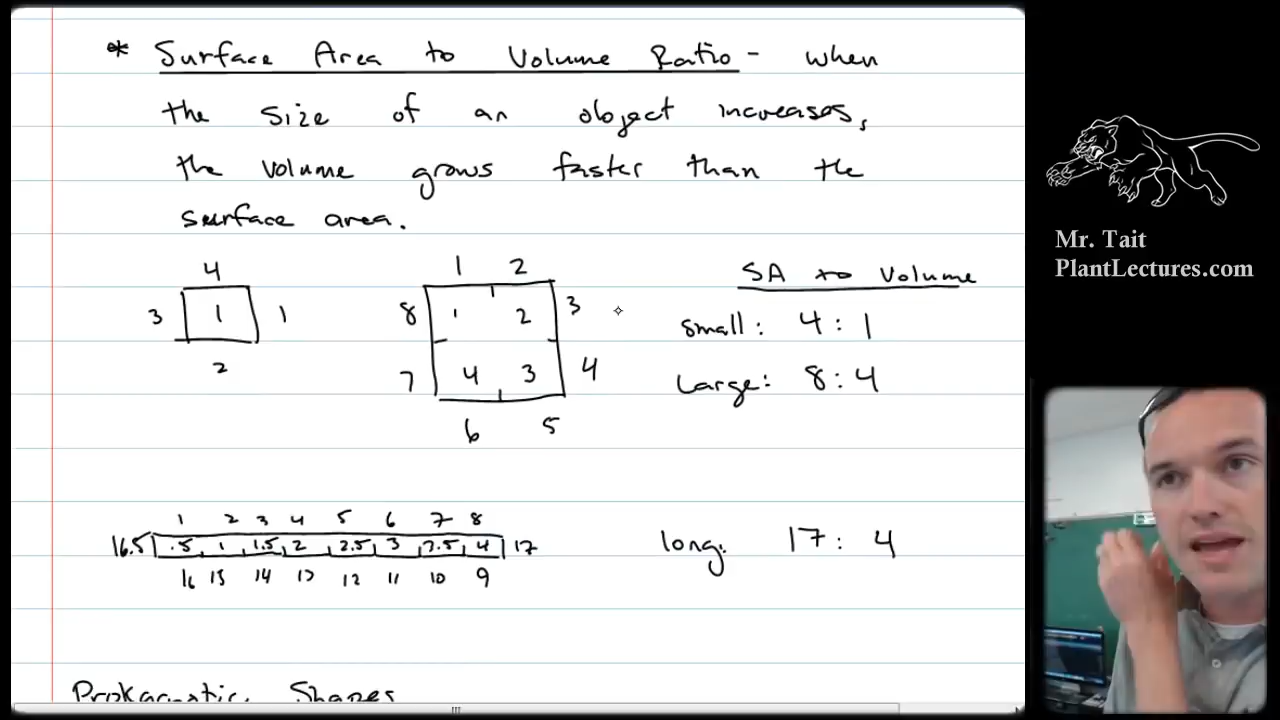 * Surface Area to Volume Ratio - when
the size of an object increases,
the volume grows faster than the
surface area.
Mr. Tait
PlantLectures.com
4
3 1 1
2
1 2
8 1 2 3
7 4 3 4
6 5
SA to Volume
small: 4:1
Large: 8:4
1 2 3 4 5 6 7 8
16.5 .5 1 1.5 2 2.5 3 3.5 4 17
16 15 14 13 12 11 10 9
long: 17: 4
Prokaryotic Shapes